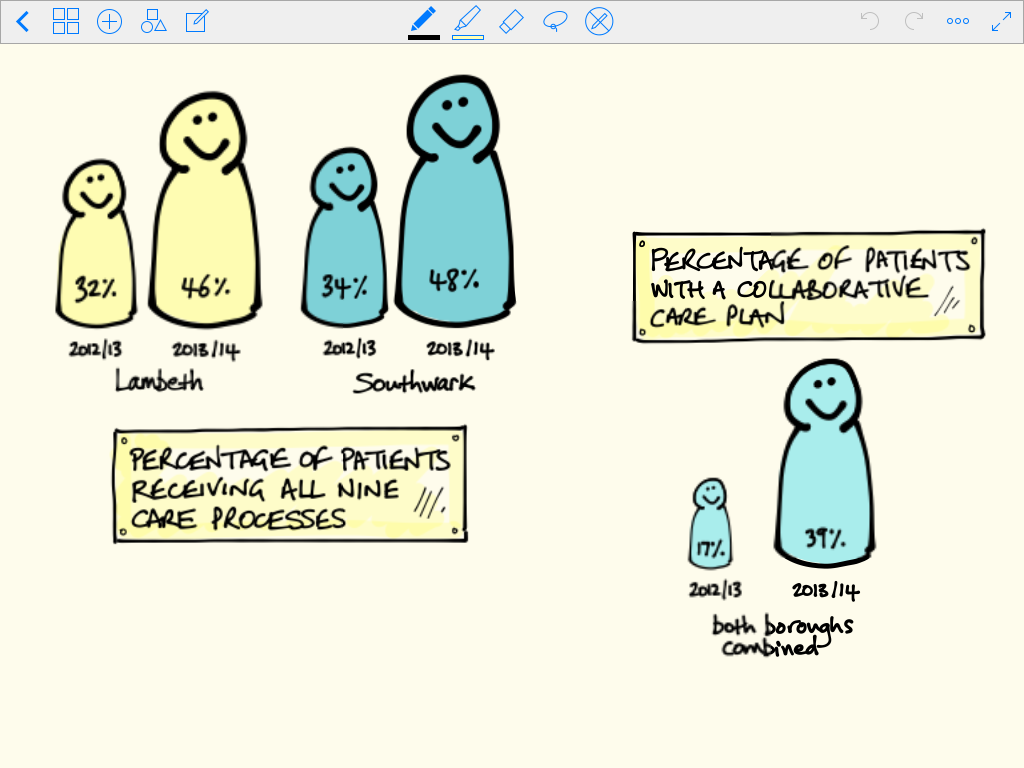 32%
46%
34%
48%
2012/13
2013/14
2012/13
2013/14
Lambeth
Southwark
PERCENTAGE OF PATIENTS
RECEIVING ALL NINE
CARE PROCESSES
PERCENTAGE OF PATIENTS
WITH A COLLABORATIVE
CARE PLAN
17%
39%
2012/13
2013/14
both boroughs
combined